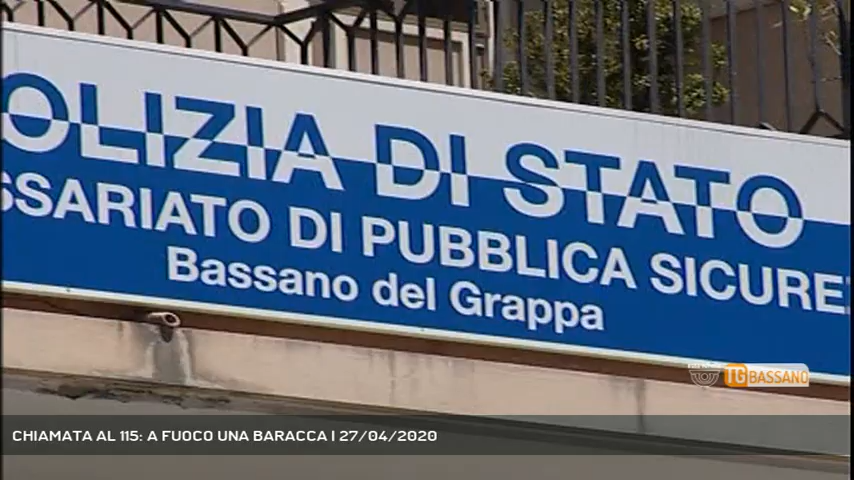 OLIZIA DI STATO
SSARIATO DI PUBBLICA SICURE
Bassano del Grappa
TG BASSANO
CHIAMATA AL 115: A FUOCO UNA BARACCA | 27/04/2020